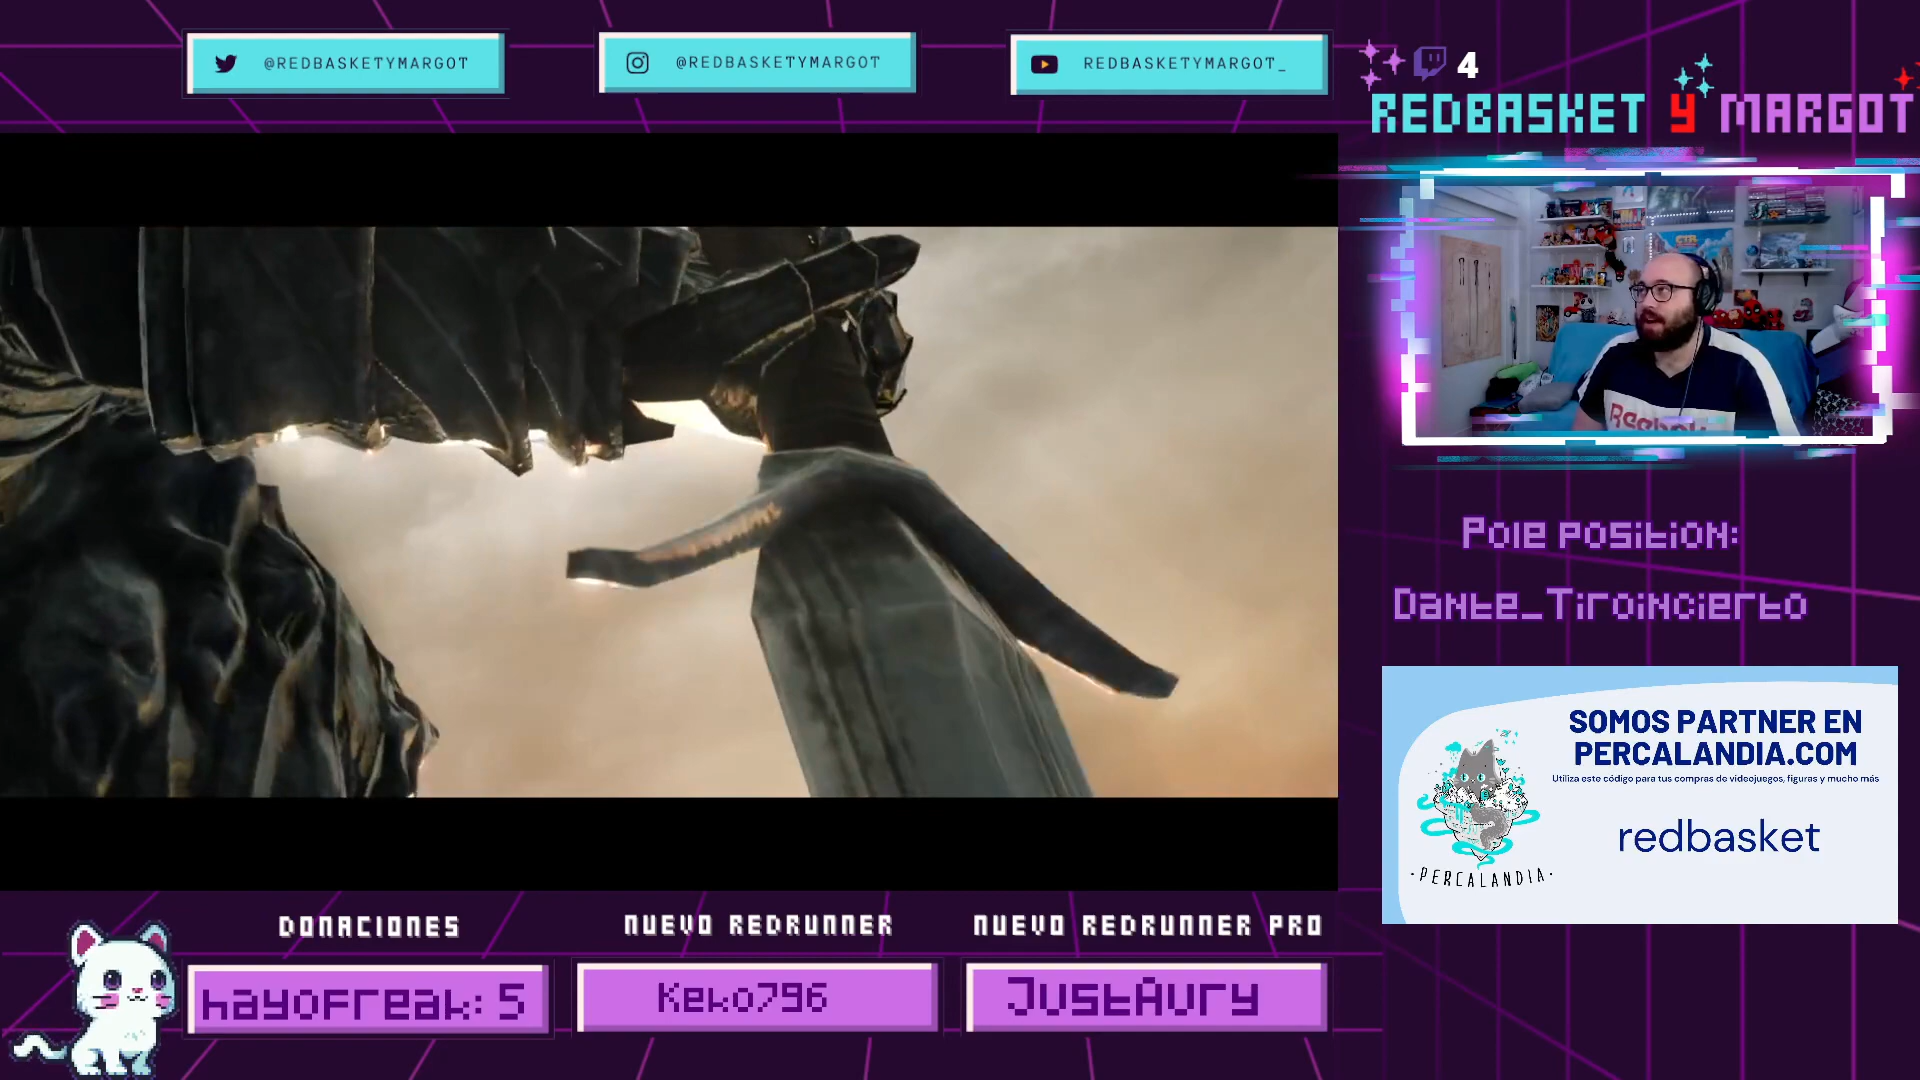 @REDBASKETYMARGOT
@REDBASKETYMARGOT
REDBASKETYMARGOT_
4
REDBASKET Y MARGOT
Reebok
Pole position:
Dante_Tiroincierto
SOMOS PARTNER EN
PERCALANDIA.COM
Utiliza este código para tus compras de videojuegos, figuras y mucho más
redbasket
·PERCALANDIA·
DONACIONES
NUEVO REDRUNNER
NUEVO REDRUNNER PRO
hayofreak: 5
Keko796
JustAury